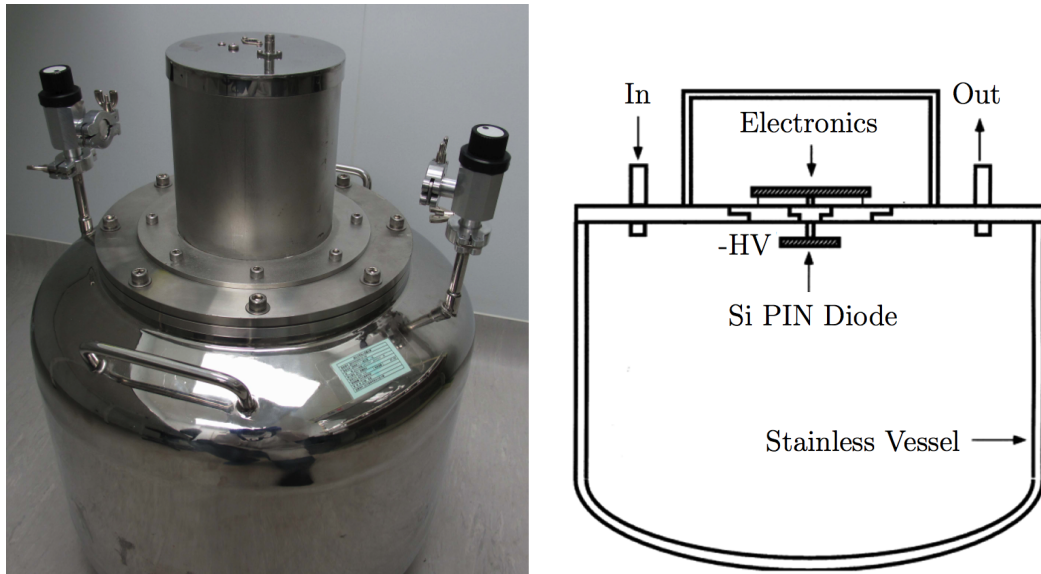 In
Out
Electronics
-HV
Si PIN Diode
Stainless Vessel